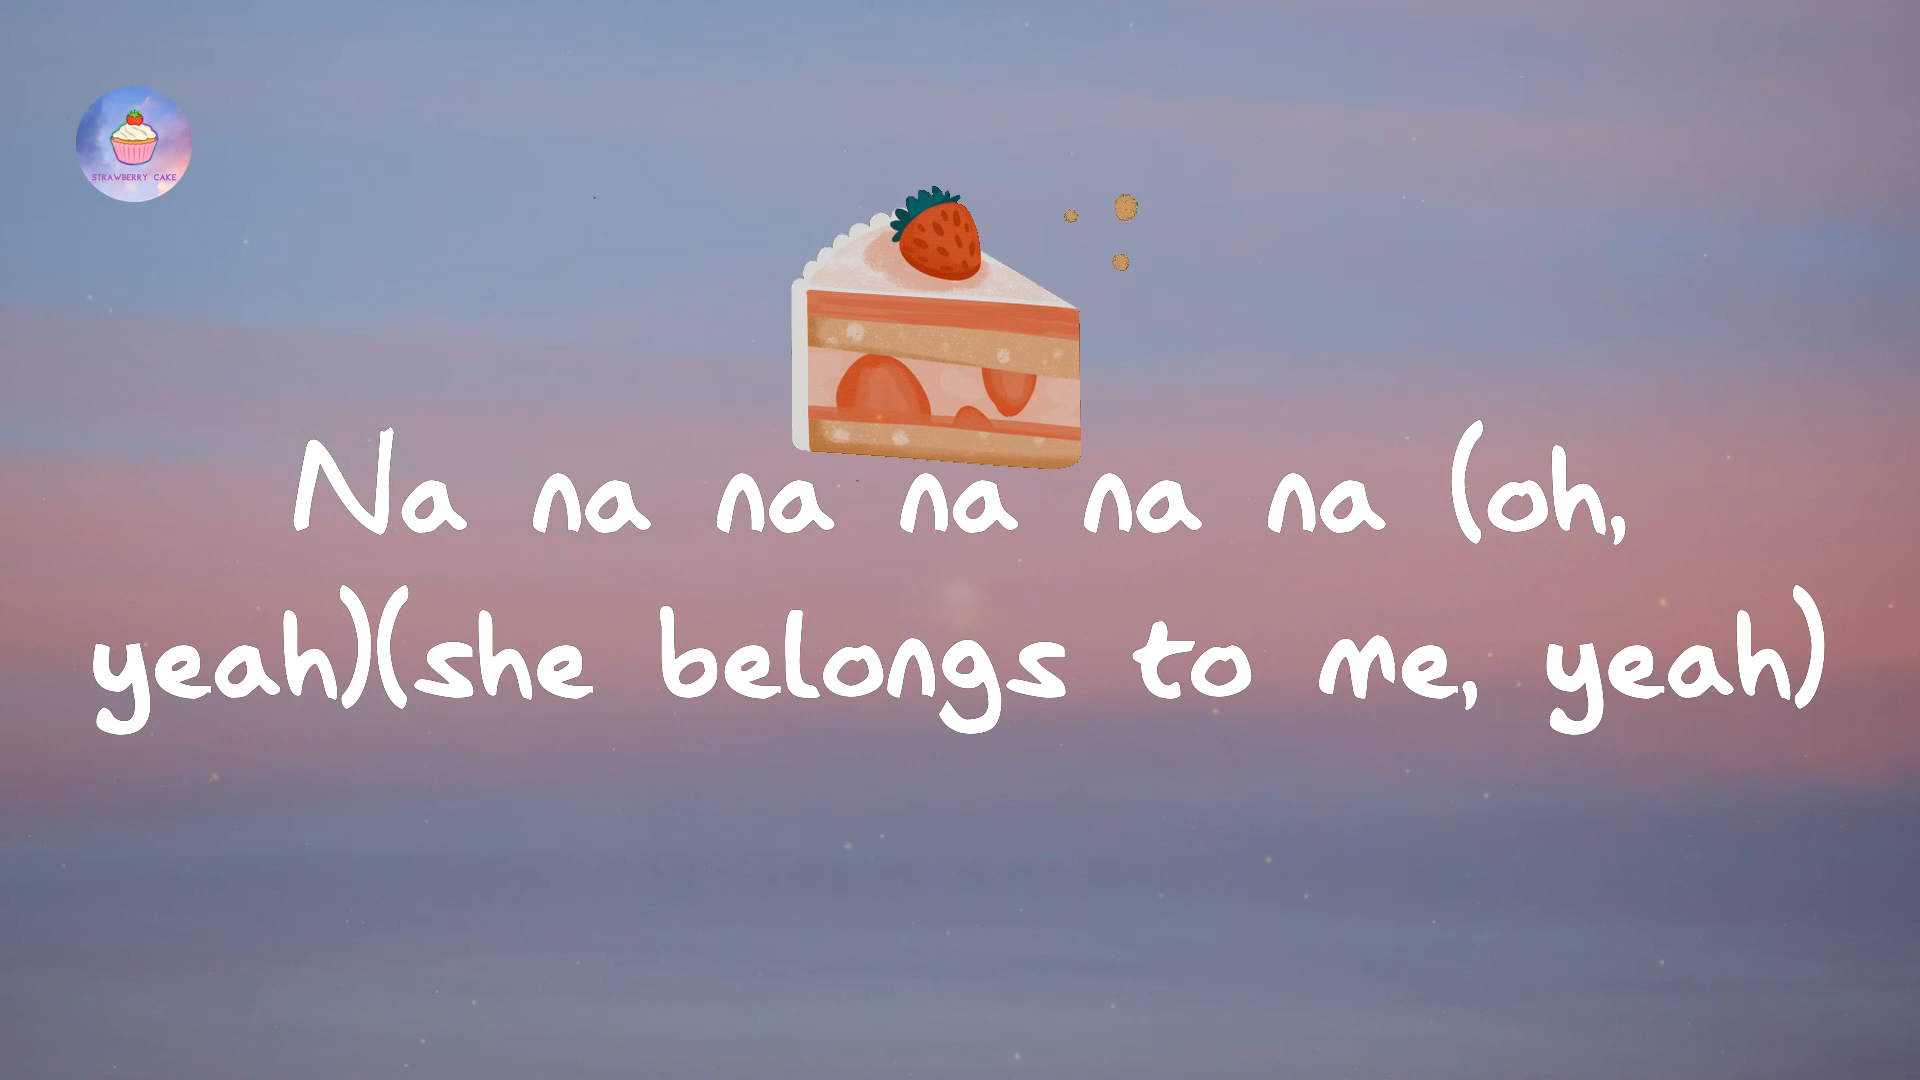 STRAWBERRY CAKE
Na na na na na na (oh,
yeah)(she belongs to me, yeah)